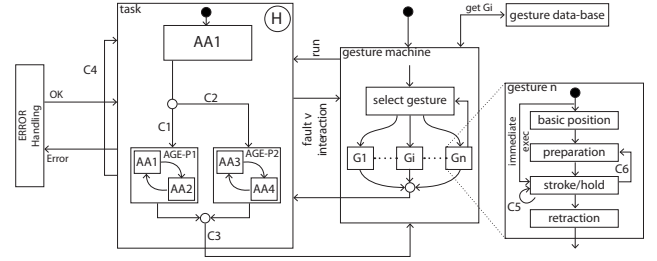 task
H
get Gi
gesture data-base
AA1
gesture machine
run
C4
select gesture
gesture n
ERROR
Handling
OK
C2
C1
fault v
interaction
immediate
exec
basic position
AGE-P1
AGE-P2
AA1
AA2
AA3
AA4
G1
Gi
Gn
preparation
Error
stroke/hold
C6
C5
retraction
C3